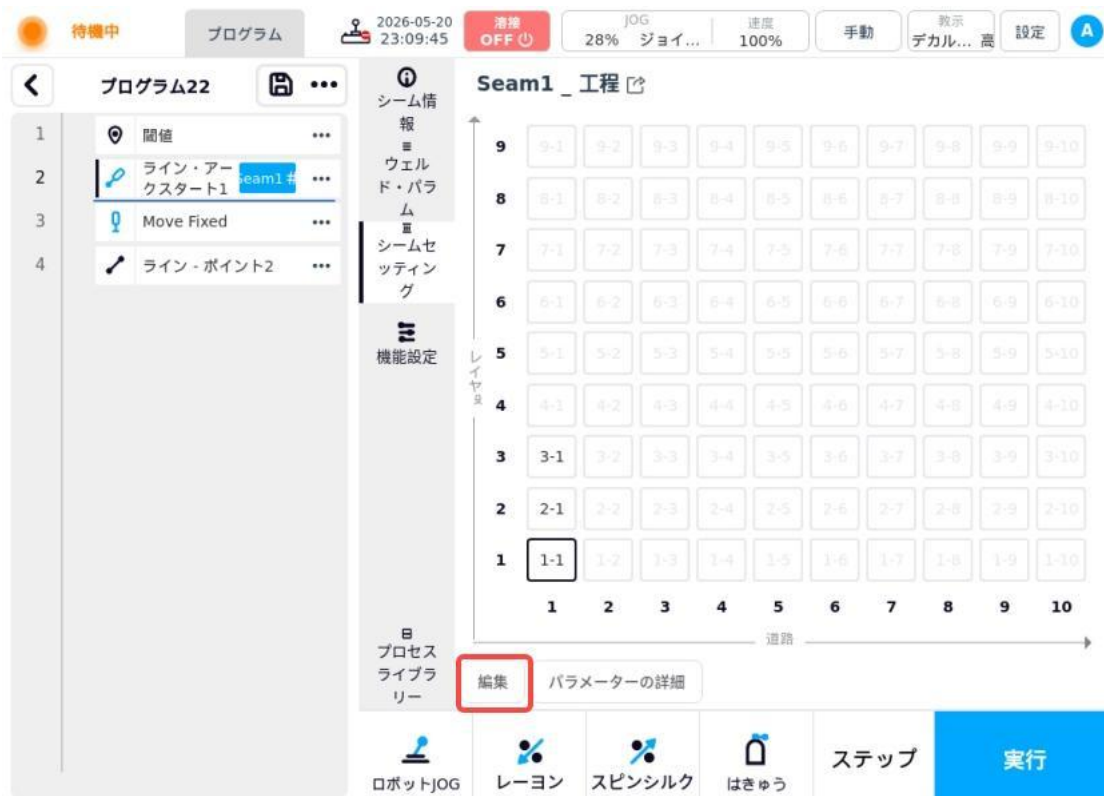 待機中
プログラム
2026-05-20
23:09:45
溶接
OFF
JOG
28% ジョイ...
速度
100%
手動
教示
デカル... 高
設定
A
プログラム22
1 閾値
2 ライン・アー
クスタート1
Seam1 #
3 Move Fixed
4 ライン - ポイント2
シーム情
報
ウェル
ド・パラ
ム
シームセ
ッティン
グ
機能設定
プロセス
ライブラ
リー
Seam1 _ 工程
9 9-1 9-2 9-3 9-4 9-5 9-6 9-7 9-8 9-9 9-10
8 8-1 8-2 8-3 8-4 8-5 8-6 8-7 8-8 8-9 8-10
7 7-1 7-2 7-3 7-4 7-5 7-6 7-7 7-8 7-9 7-10
6 6-1 6-2 6-3 6-4 6-5 6-6 6-7 6-8 6-9 6-10
5 5-1 5-2 5-3 5-4 5-5 5-6 5-7 5-8 5-9 5-10
4 4-1 4-2 4-3 4-4 4-5 4-6 4-7 4-8 4-9 4-10
3 3-1 3-2 3-3 3-4 3-5 3-6 3-7 3-8 3-9 3-10
2 2-1 2-2 2-3 2-4 2-5 2-6 2-7 2-8 2-9 2-10
1 1-1 1-2 1-3 1-4 1-5 1-6 1-7 1-8 1-9 1-10
1 2 3 4 5 6 7 8 9 10
道路
編集
パラメーターの詳細
ロボットJOG
レーヨン
スピンシルク
はきゅう
ステップ
実行